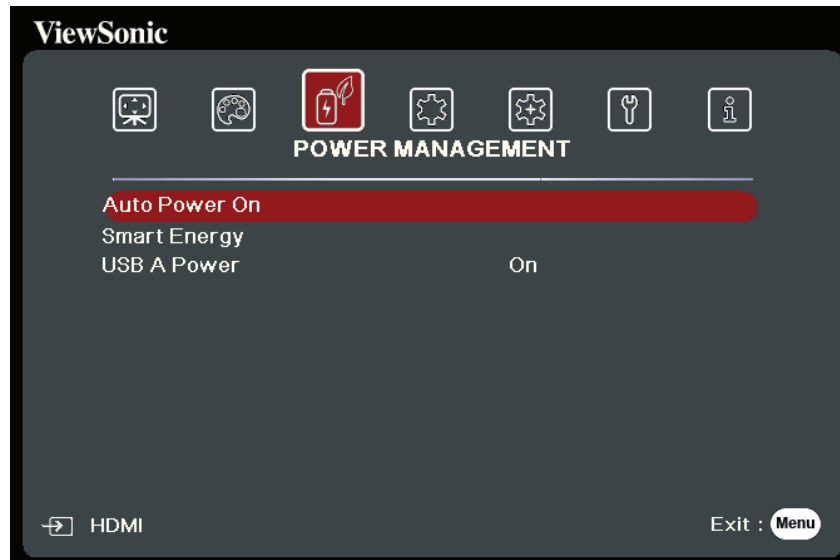 ViewSonic
POWER MANAGEMENT
Auto Power On
Smart Energy
USB A Power On
HDMI Exit : Menu